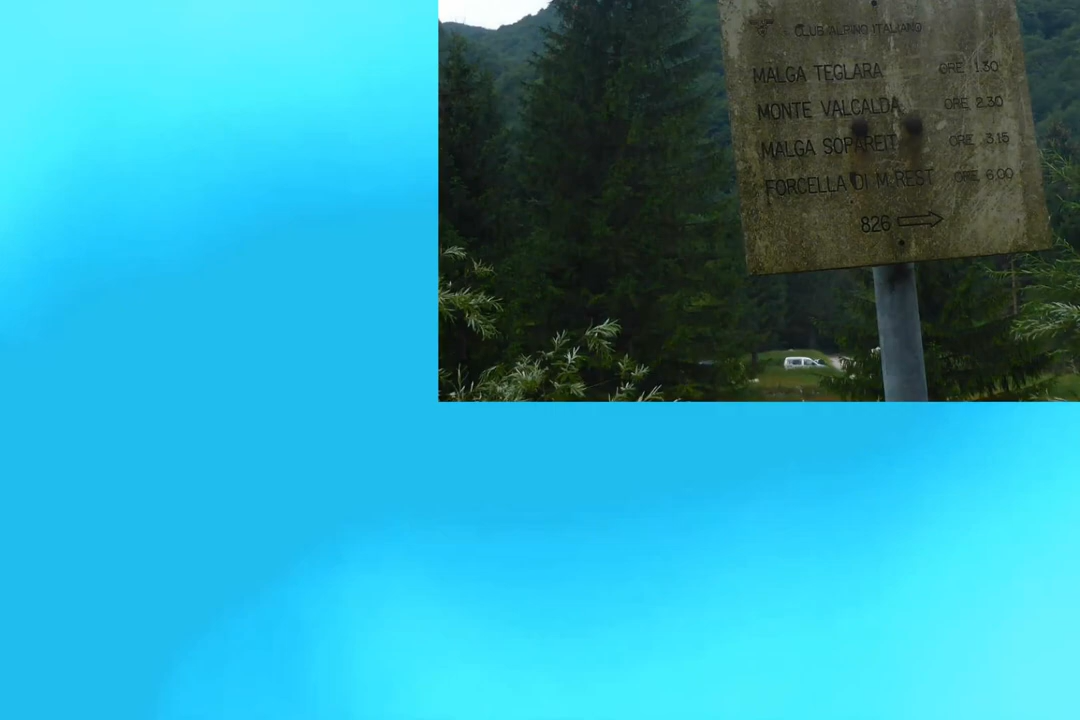 CLUB ALPINO ITALIANO
MALGA TEGLARA ORE 1.30
MONTE VALCALDA ORE 2.30
MALGA SOPAREIT ORE 3.15
FORCELLA DI M. REST ORE 6.00
826